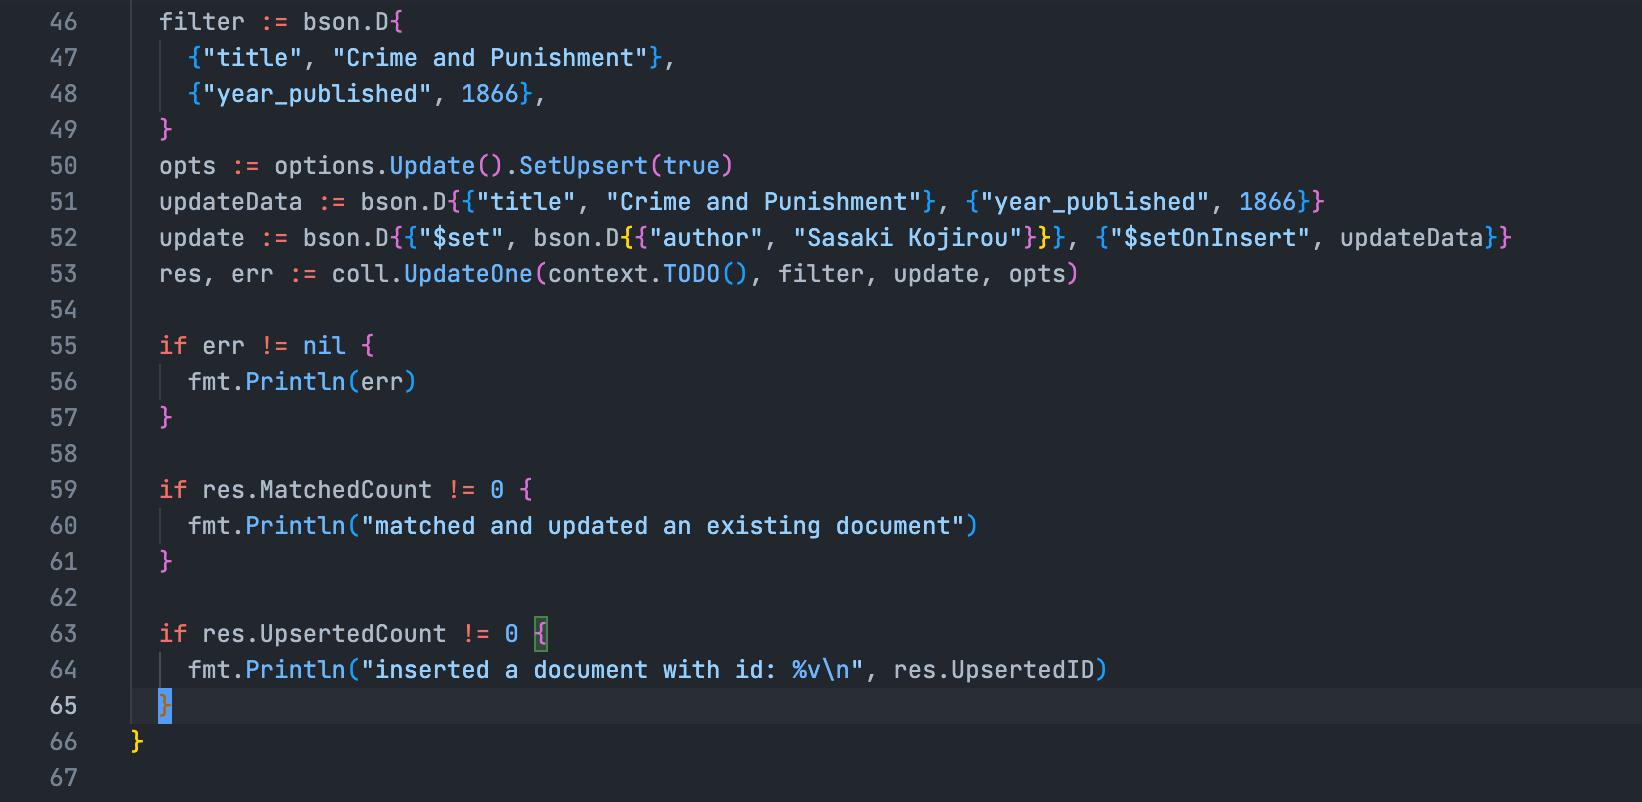 46 filter := bson.D{
47 {"title", "Crime and Punishment"},
48 {"year_published", 1866},
49 }
50 opts := options.Update().SetUpsert(true)
51 updateData := bson.D{{"title", "Crime and Punishment"}, {"year_published", 1866}}
52 update := bson.D{{"$set", bson.D{{"author", "Sasaki Kojirou"}}}, {"$setOnInsert", updateData}}
53 res, err := coll.UpdateOne(context.TODO(), filter, update, opts)
54
55 if err != nil {
56 fmt.Println(err)
57 }
58
59 if res.MatchedCount != 0 {
60 fmt.Println("matched and updated an existing document")
61 }
62
63 if res.UpsertedCount != 0 {
64 fmt.Println("inserted a document with id: %v\n", res.UpsertedID)
65 }
66 }
67